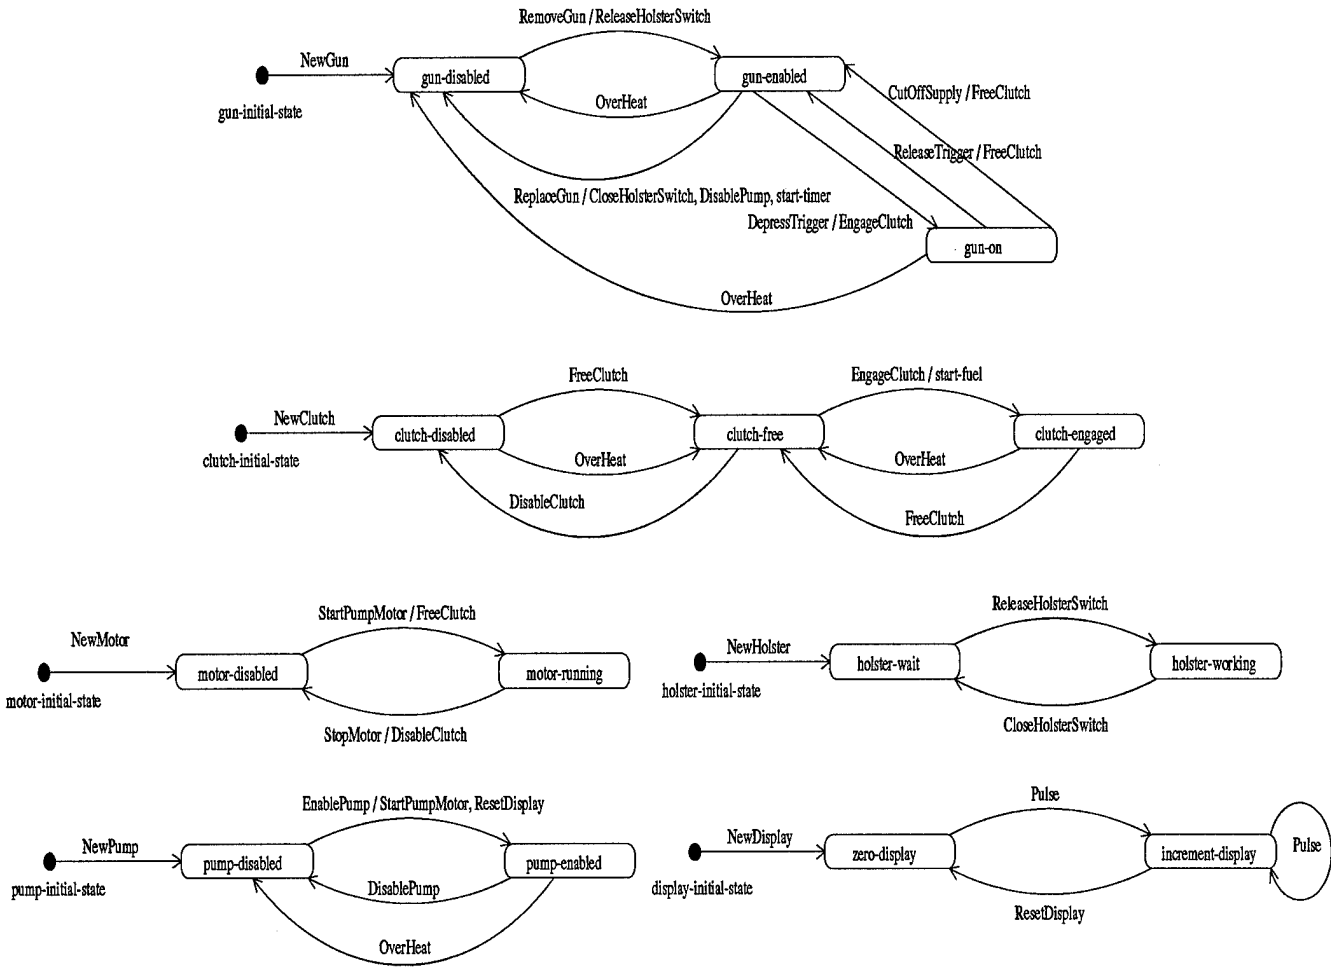 RemoveGun / ReleaseHolsterSwitch
NewGun
gun-disabled
gun-enabled
gun-initial-state
OverHeat
CutOffSupply / FreeClutch
ReleaseTrigger / FreeClutch
ReplaceGun / CloseHolsterSwitch, DisablePump, start-timer
DepressTrigger / EngageClutch
gun-on
OverHeat
FreeClutch
EngageClutch / start-fuel
NewClutch
clutch-disabled
clutch-free
clutch-engaged
clutch-initial-state
OverHeat
OverHeat
DisableClutch
FreeClutch
StartPumpMotor / FreeClutch
NewMotor
motor-disabled
motor-running
motor-initial-state
StopMotor / DisableClutch
ReleaseHolsterSwitch
NewHolster
holster-wait
holster-working
holster-initial-state
CloseHolsterSwitch
EnablePump / StartPumpMotor, ResetDisplay
NewPump
pump-disabled
pump-enabled
pump-initial-state
DisablePump
OverHeat
Pulse
NewDisplay
zero-display
increment-display
Pulse
display-initial-state
ResetDisplay